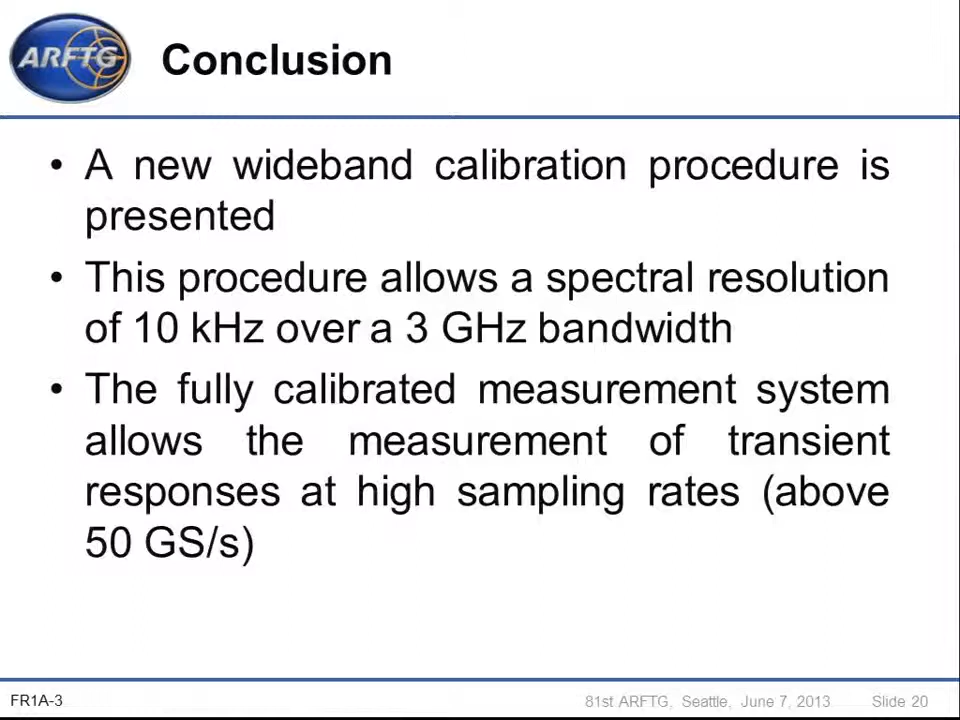 ARFTG
Conclusion
• A new wideband calibration procedure is
presented
• This procedure allows a spectral resolution
of 10 kHz over a 3 GHz bandwidth
• The fully calibrated measurement system
allows the measurement of transient
responses at high sampling rates (above
50 GS/s)
FR1A-3
81st ARFTG, Seattle, June 7, 2013 Slide 20